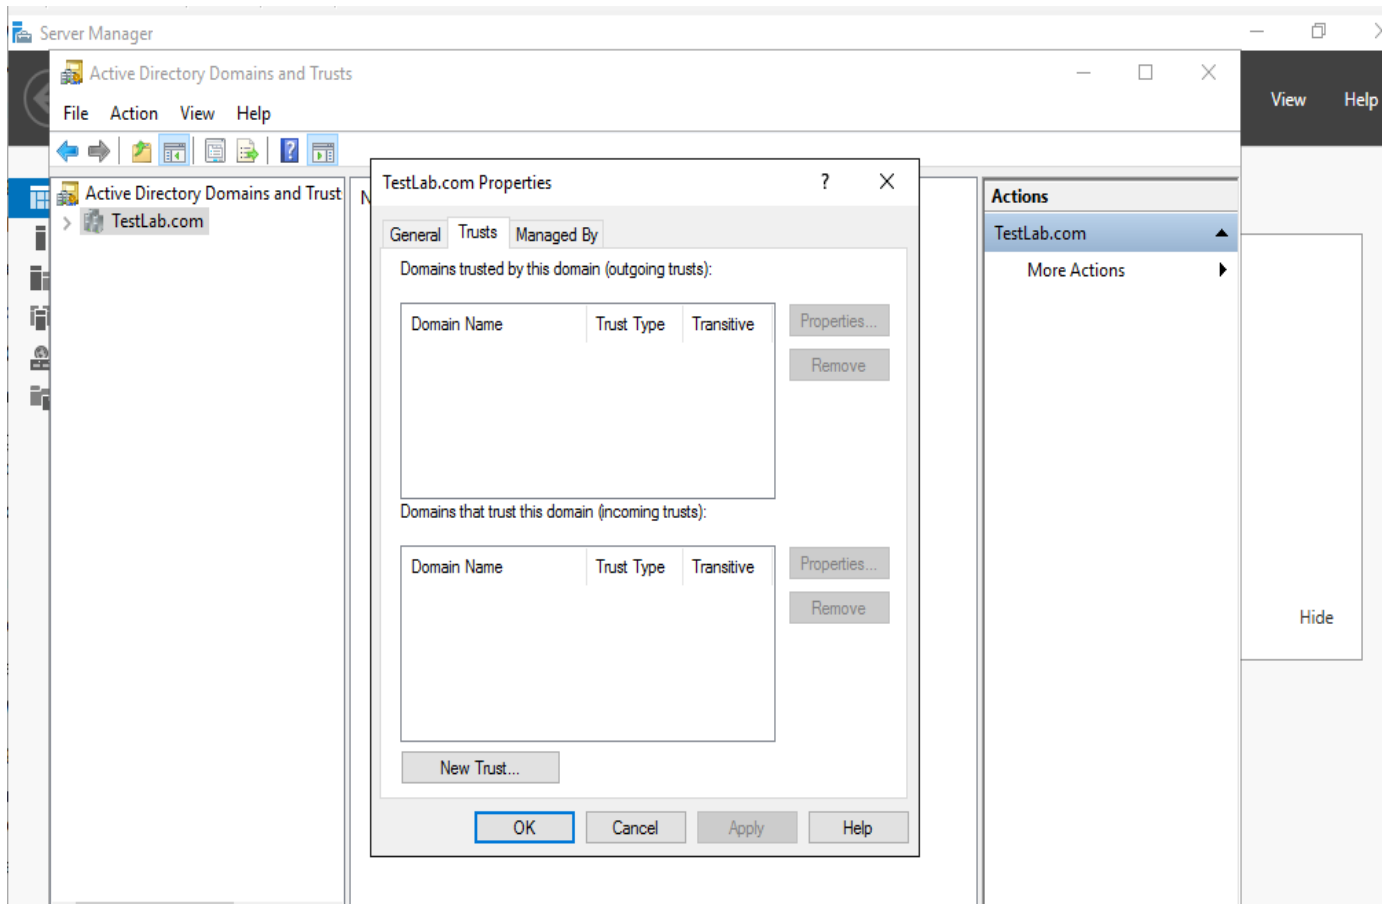 Server Manager
Active Directory Domains and Trusts
File Action View Help
View Help
TestLab.com Properties
Active Directory Domains and Trust
TestLab.com
General Trusts Managed By
Domains trusted by this domain (outgoing trusts):
Domain Name Trust Type Transitive
Properties...
Remove
Domains that trust this domain (incoming trusts):
Domain Name Trust Type Transitive
Properties...
Remove
New Trust...
OK Cancel Apply Help
Actions
TestLab.com
More Actions
Hide